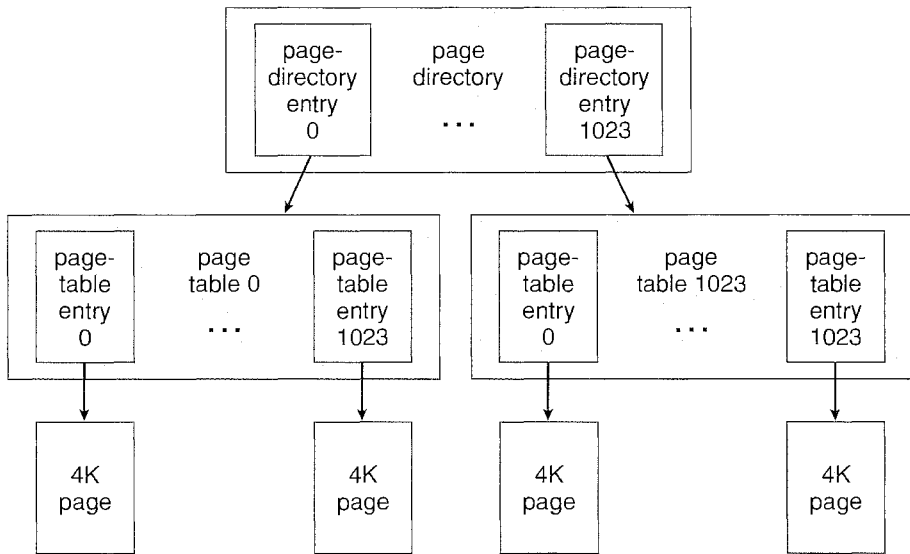 page-
directory
entry
0
page
directory
...
page-
directory
entry
1023
page-
table
entry
0
page
table 0
...
page-
table
entry
1023
page-
table
entry
0
page
table 1023
...
page-
table
entry
1023
4K
page
4K
page
4K
page
4K
page